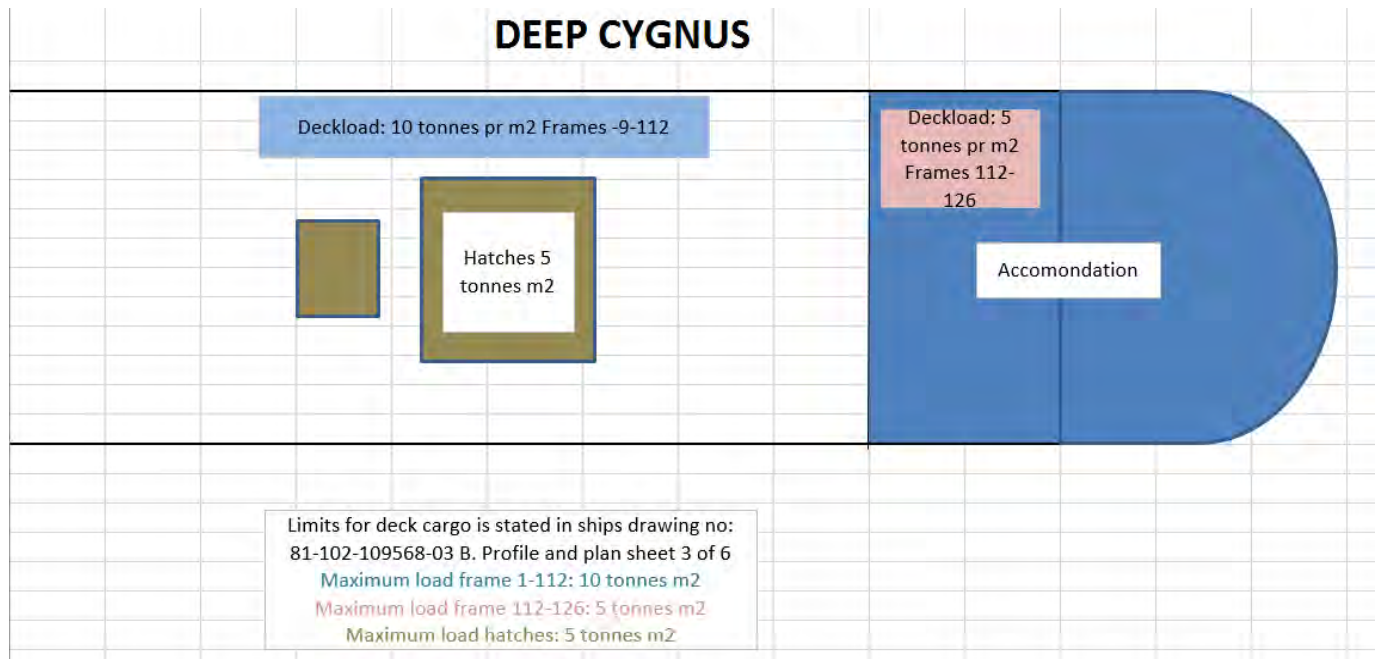 DEEP CYGNUS
Deckload: 10 tonnes pr m2 Frames -9-112
Deckload: 5
tonnes pr m2
Frames 112-
126
Hatches 5
tonnes m2
Accomondation
Limits for deck cargo is stated in ships drawing no:
81-102-109568-03 B. Profile and plan sheet 3 of 6
Maximum load frame 1-112: 10 tonnes m2
Maximum load frame 112-126: 5 tonnes m2
Maximum load hatches: 5 tonnes m2